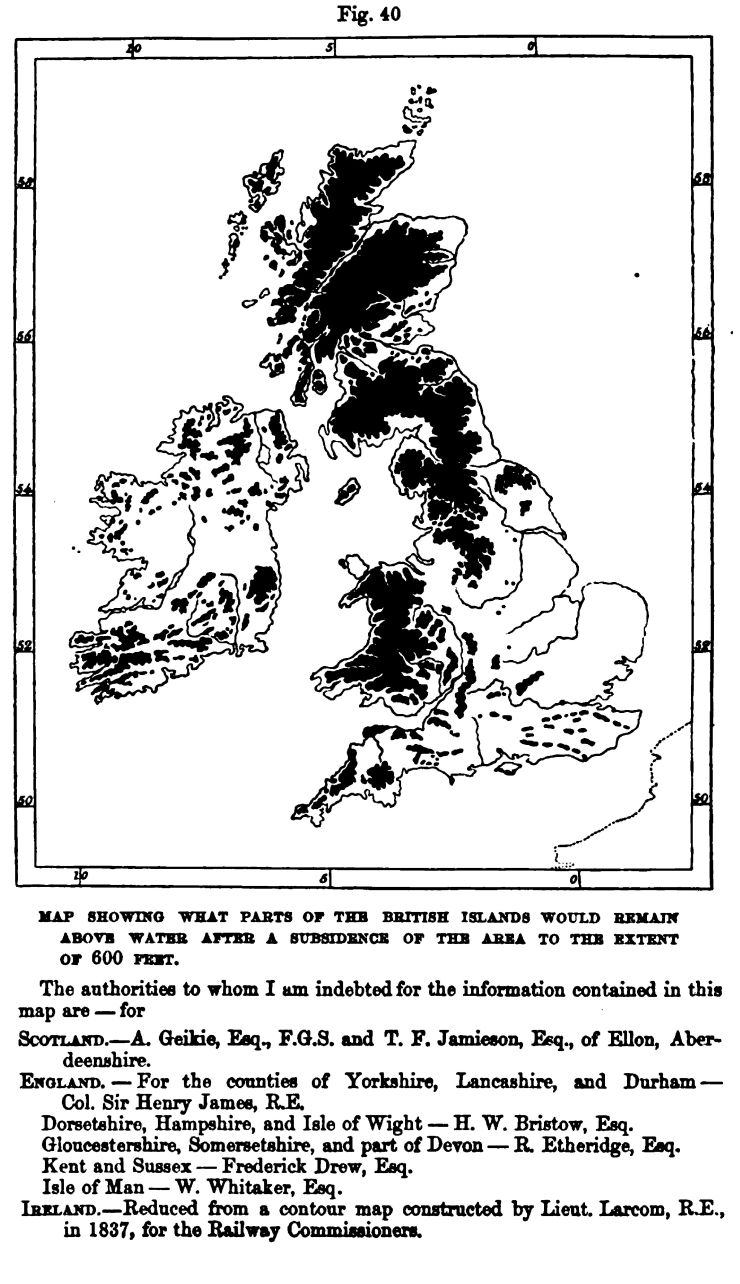 Fig. 40
10 5 0
58 58
56 56
54 54
52 52
50 50
10 5 0
MAP SHOWING WHAT PARTS OF THE BRITISH ISLANDS WOULD REMAIN
ABOVE WATER AFTER A SUBSIDENCE OF THE AREA TO THE EXTENT
OF 600 FEET.
The authorities to whom I am indebted for the information contained in this
map are — for
SCOTLAND.—A. Geikie, Esq., F.G.S. and T. F. Jamieson, Esq., of Ellon, Aber-
deenshire.
ENGLAND. — For the counties of Yorkshire, Lancashire, and Durham —
Col. Sir Henry James, R.E.
Dorsetshire, Hampshire, and Isle of Wight — H. W. Bristow, Esq.
Gloucestershire, Somersetshire, and part of Devon — R. Etheridge, Esq.
Kent and Sussex — Frederick Drew, Esq.
Isle of Man — W. Whitaker, Esq.
IRELAND.—Reduced from a contour map constructed by Lieut. Larcom, R.E.,
in 1837, for the Railway Commissioners.